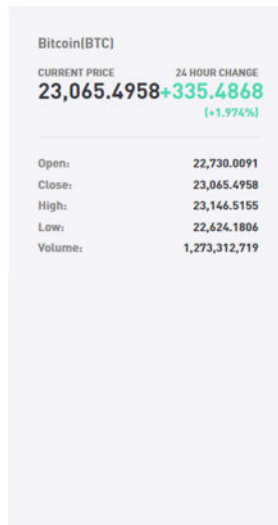 Bitcoin(BTC)
CURRENT PRICE 24 HOUR CHANGE
23,065.4958+335.4868
(+1.974%)
Open: 22,730.0091
Close: 23,065.4958
High: 23,146.5155
Low: 22,624.1806
Volume: 1,273,312,719